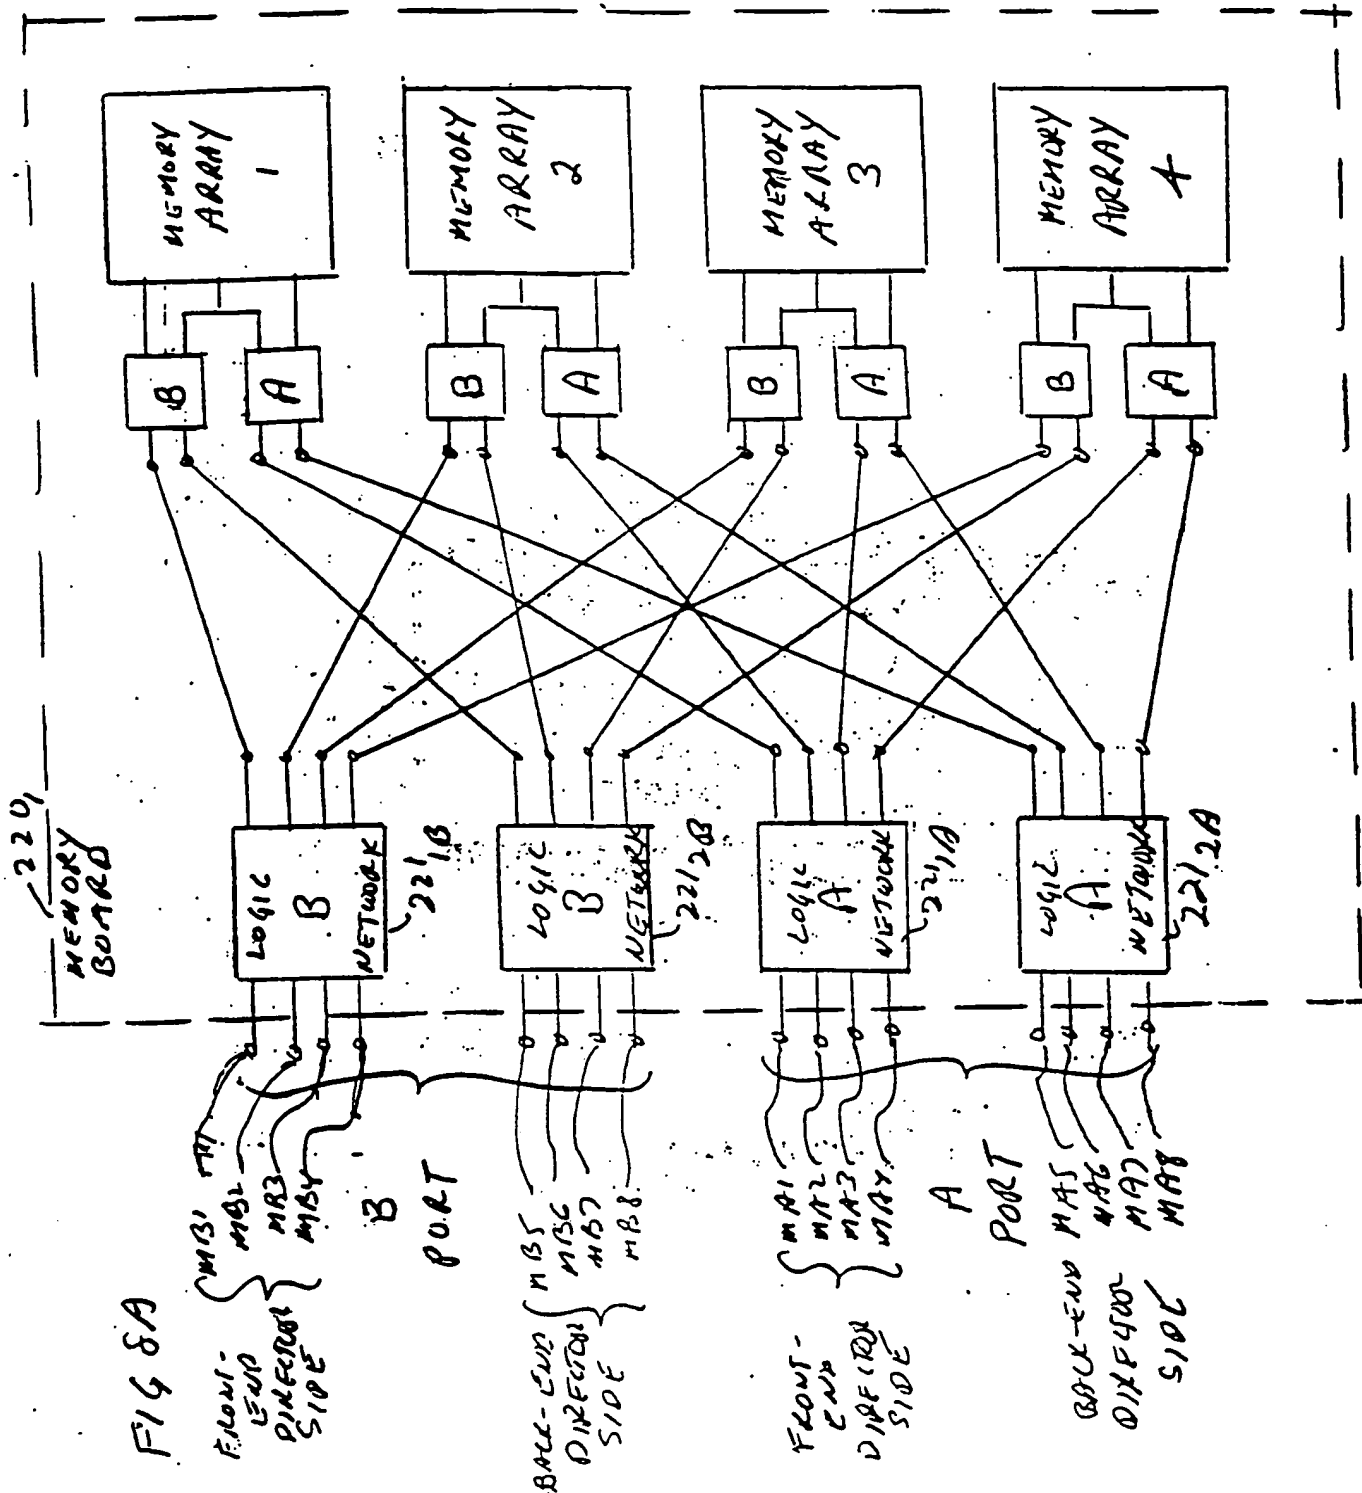 FIG 8A
220,
MEMORY
BOARD
MEMORY
ARRAY
1
MEMORY
ARRAY
2
MEMORY
ARRAY
3
MEMORY
ARRAY
4
B
A
B
A
B
A
B
A
LOGIC
B
NETWORK
221,B
LOGIC
B
NETWORK
221,2B
LOGIC
A
NETWORK
221,A
LOGIC
A
NETWORK
221,2A
FRONT-
END
DIRECTOR
SIDE
MB1
MB2
MB3
MB4
B
PORT
BACK-END
DIRECTOR
SIDE
MB5
MB6
MB7
MB8
FRONT-
END
DIRECTOR
SIDE
MA1
MA2
MA3
MA4
A
PORT
BACK-END
DIRECTOR
SIDE
MA5
MA6
MA7
MA8